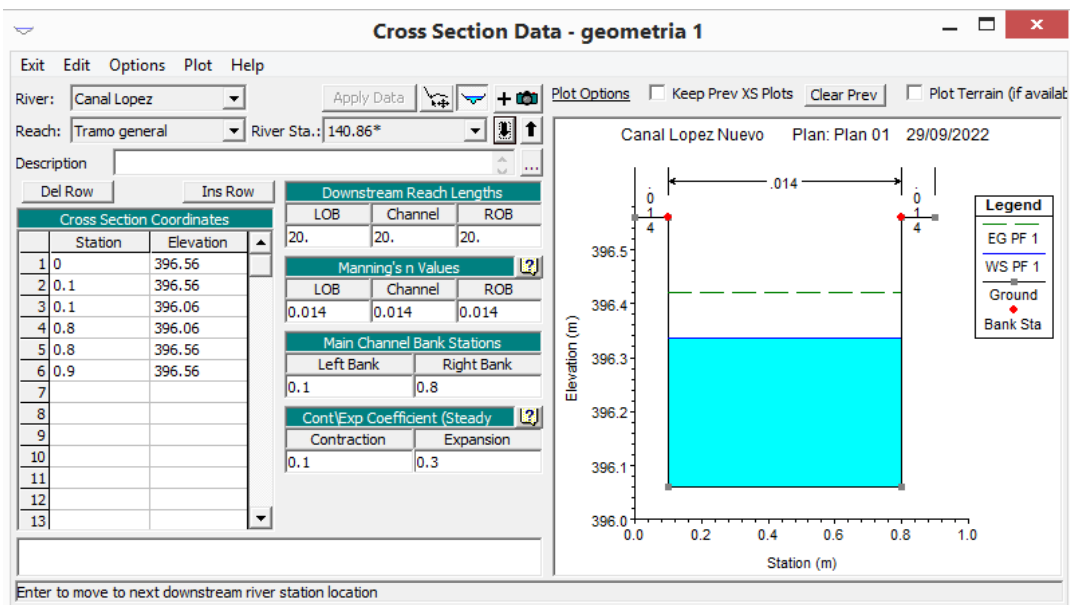 Cross Section Data - geometria 1
Exit Edit Options Plot Help
River: Canal Lopez Apply Data
Reach: Tramo general River Sta.: 140.86*
Description ...
Del Row Ins Row
Cross Section Coordinates
Station Elevation
1 0 396.56
2 0.1 396.56
3 0.1 396.06
4 0.8 396.06
5 0.8 396.56
6 0.9 396.56
7
8
9
10
11
12
13
Downstream Reach Lengths
LOB Channel ROB
20. 20. 20.
Manning's n Values
LOB Channel ROB
0.014 0.014 0.014
Main Channel Bank Stations
Left Bank Right Bank
0.1 0.8
Cont\Exp Coefficient (Steady
Contraction Expansion
0.1 0.3
Plot Options Keep Prev XS Plots Clear Prev Plot Terrain (if availab
Canal Lopez Nuevo Plan: Plan 01 29/09/2022
.014
.014
.014
Legend
EG PF 1
WS PF 1
Ground
Bank Sta
396.5
396.4
396.3
396.2
396.1
396.0
Elevation (m)
0.0 0.2 0.4 0.6 0.8 1.0
Station (m)
Enter to move to next downstream river station location